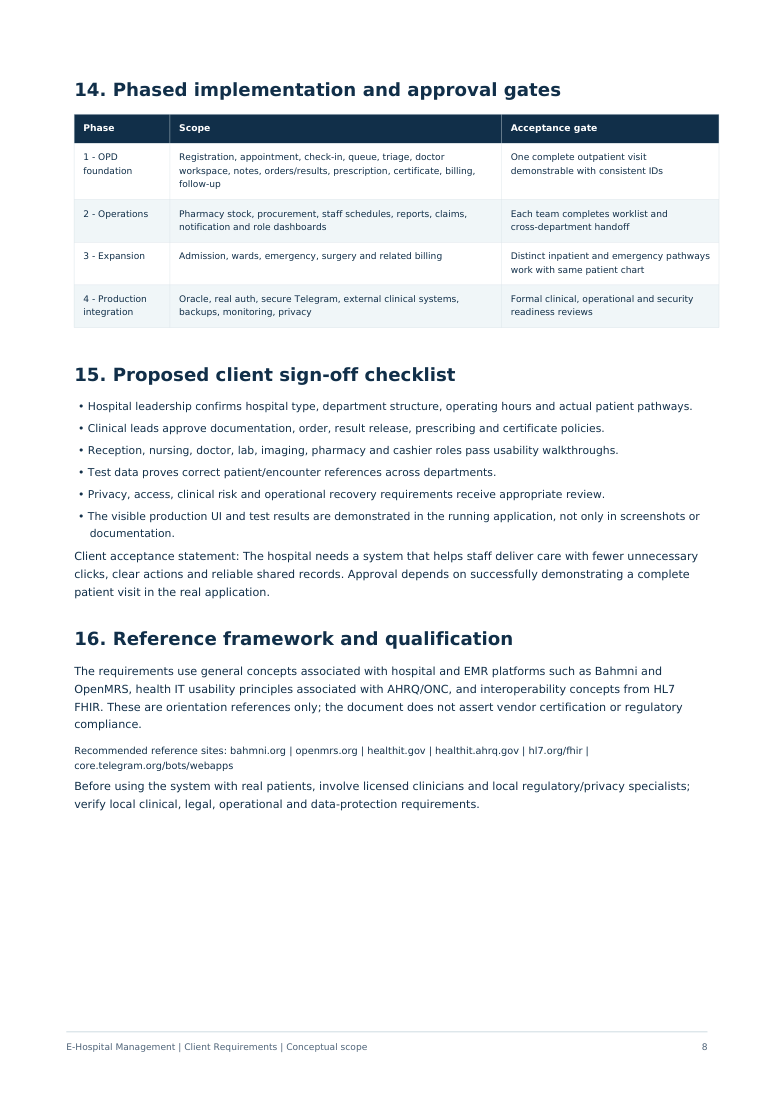 14. Phased implementation and approval gates
Phase Scope Acceptance gate
1 - OPD
foundation
Registration, appointment, check-in, queue, triage, doctor
workspace, notes, orders/results, prescription, certificate, billing,
follow-up
One complete outpatient visit
demonstrable with consistent IDs
2 - Operations
Pharmacy stock, procurement, staff schedules, reports, claims,
notification and role dashboards
Each team completes worklist and
cross-department handoff
3 - Expansion
Admission, wards, emergency, surgery and related billing
Distinct inpatient and emergency pathways
work with same patient chart
4 - Production
integration
Oracle, real auth, secure Telegram, external clinical systems,
backups, monitoring, privacy
Formal clinical, operational and security
readiness reviews
15. Proposed client sign-off checklist
• Hospital leadership confirms hospital type, department structure, operating hours and actual patient pathways.
• Clinical leads approve documentation, order, result release, prescribing and certificate policies.
• Reception, nursing, doctor, lab, imaging, pharmacy and cashier roles pass usability walkthroughs.
• Test data proves correct patient/encounter references across departments.
• Privacy, access, clinical risk and operational recovery requirements receive appropriate review.
• The visible production UI and test results are demonstrated in the running application, not only in screenshots or
documentation.
Client acceptance statement: The hospital needs a system that helps staff deliver care with fewer unnecessary
clicks, clear actions and reliable shared records. Approval depends on successfully demonstrating a complete
patient visit in the real application.
16. Reference framework and qualification
The requirements use general concepts associated with hospital and EMR platforms such as Bahmni and
OpenMRS, health IT usability principles associated with AHRQ/ONC, and interoperability concepts from HL7
FHIR. These are orientation references only; the document does not assert vendor certification or regulatory
compliance.
Recommended reference sites: bahmni.org | openmrs.org | healthit.gov | healthit.ahrq.gov | hl7.org/fhir |
core.telegram.org/bots/webapps
Before using the system with real patients, involve licensed clinicians and local regulatory/privacy specialists;
verify local clinical, legal, operational and data-protection requirements.
E-Hospital Management | Client Requirements | Conceptual scope 8